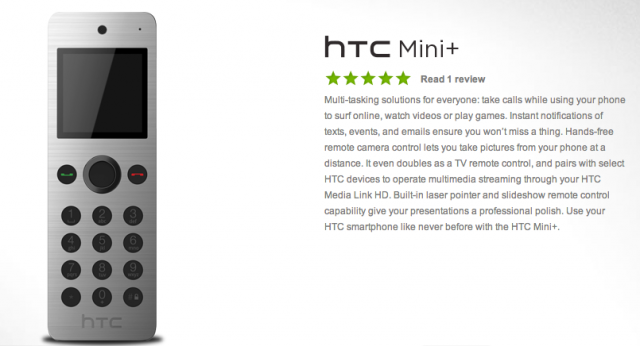 hTC Mini+
Read 1 review
Multi-tasking solutions for everyone: take calls while using your phone
to surf online, watch videos or play games. Instant notifications of
texts, events, and emails ensure you won't miss a thing. Hands-free
remote camera control lets you take pictures from your phone at a
distance. It even doubles as a TV remote control, and pairs with select
HTC devices to operate multimedia streaming through your HTC
Media Link HD. Built-in laser pointer and slideshow remote control
capability give your presentations a professional polish. Use your
HTC smartphone like never before with the HTC Mini+.
1 2 3
4 5 6
7 8 9
0
hTC